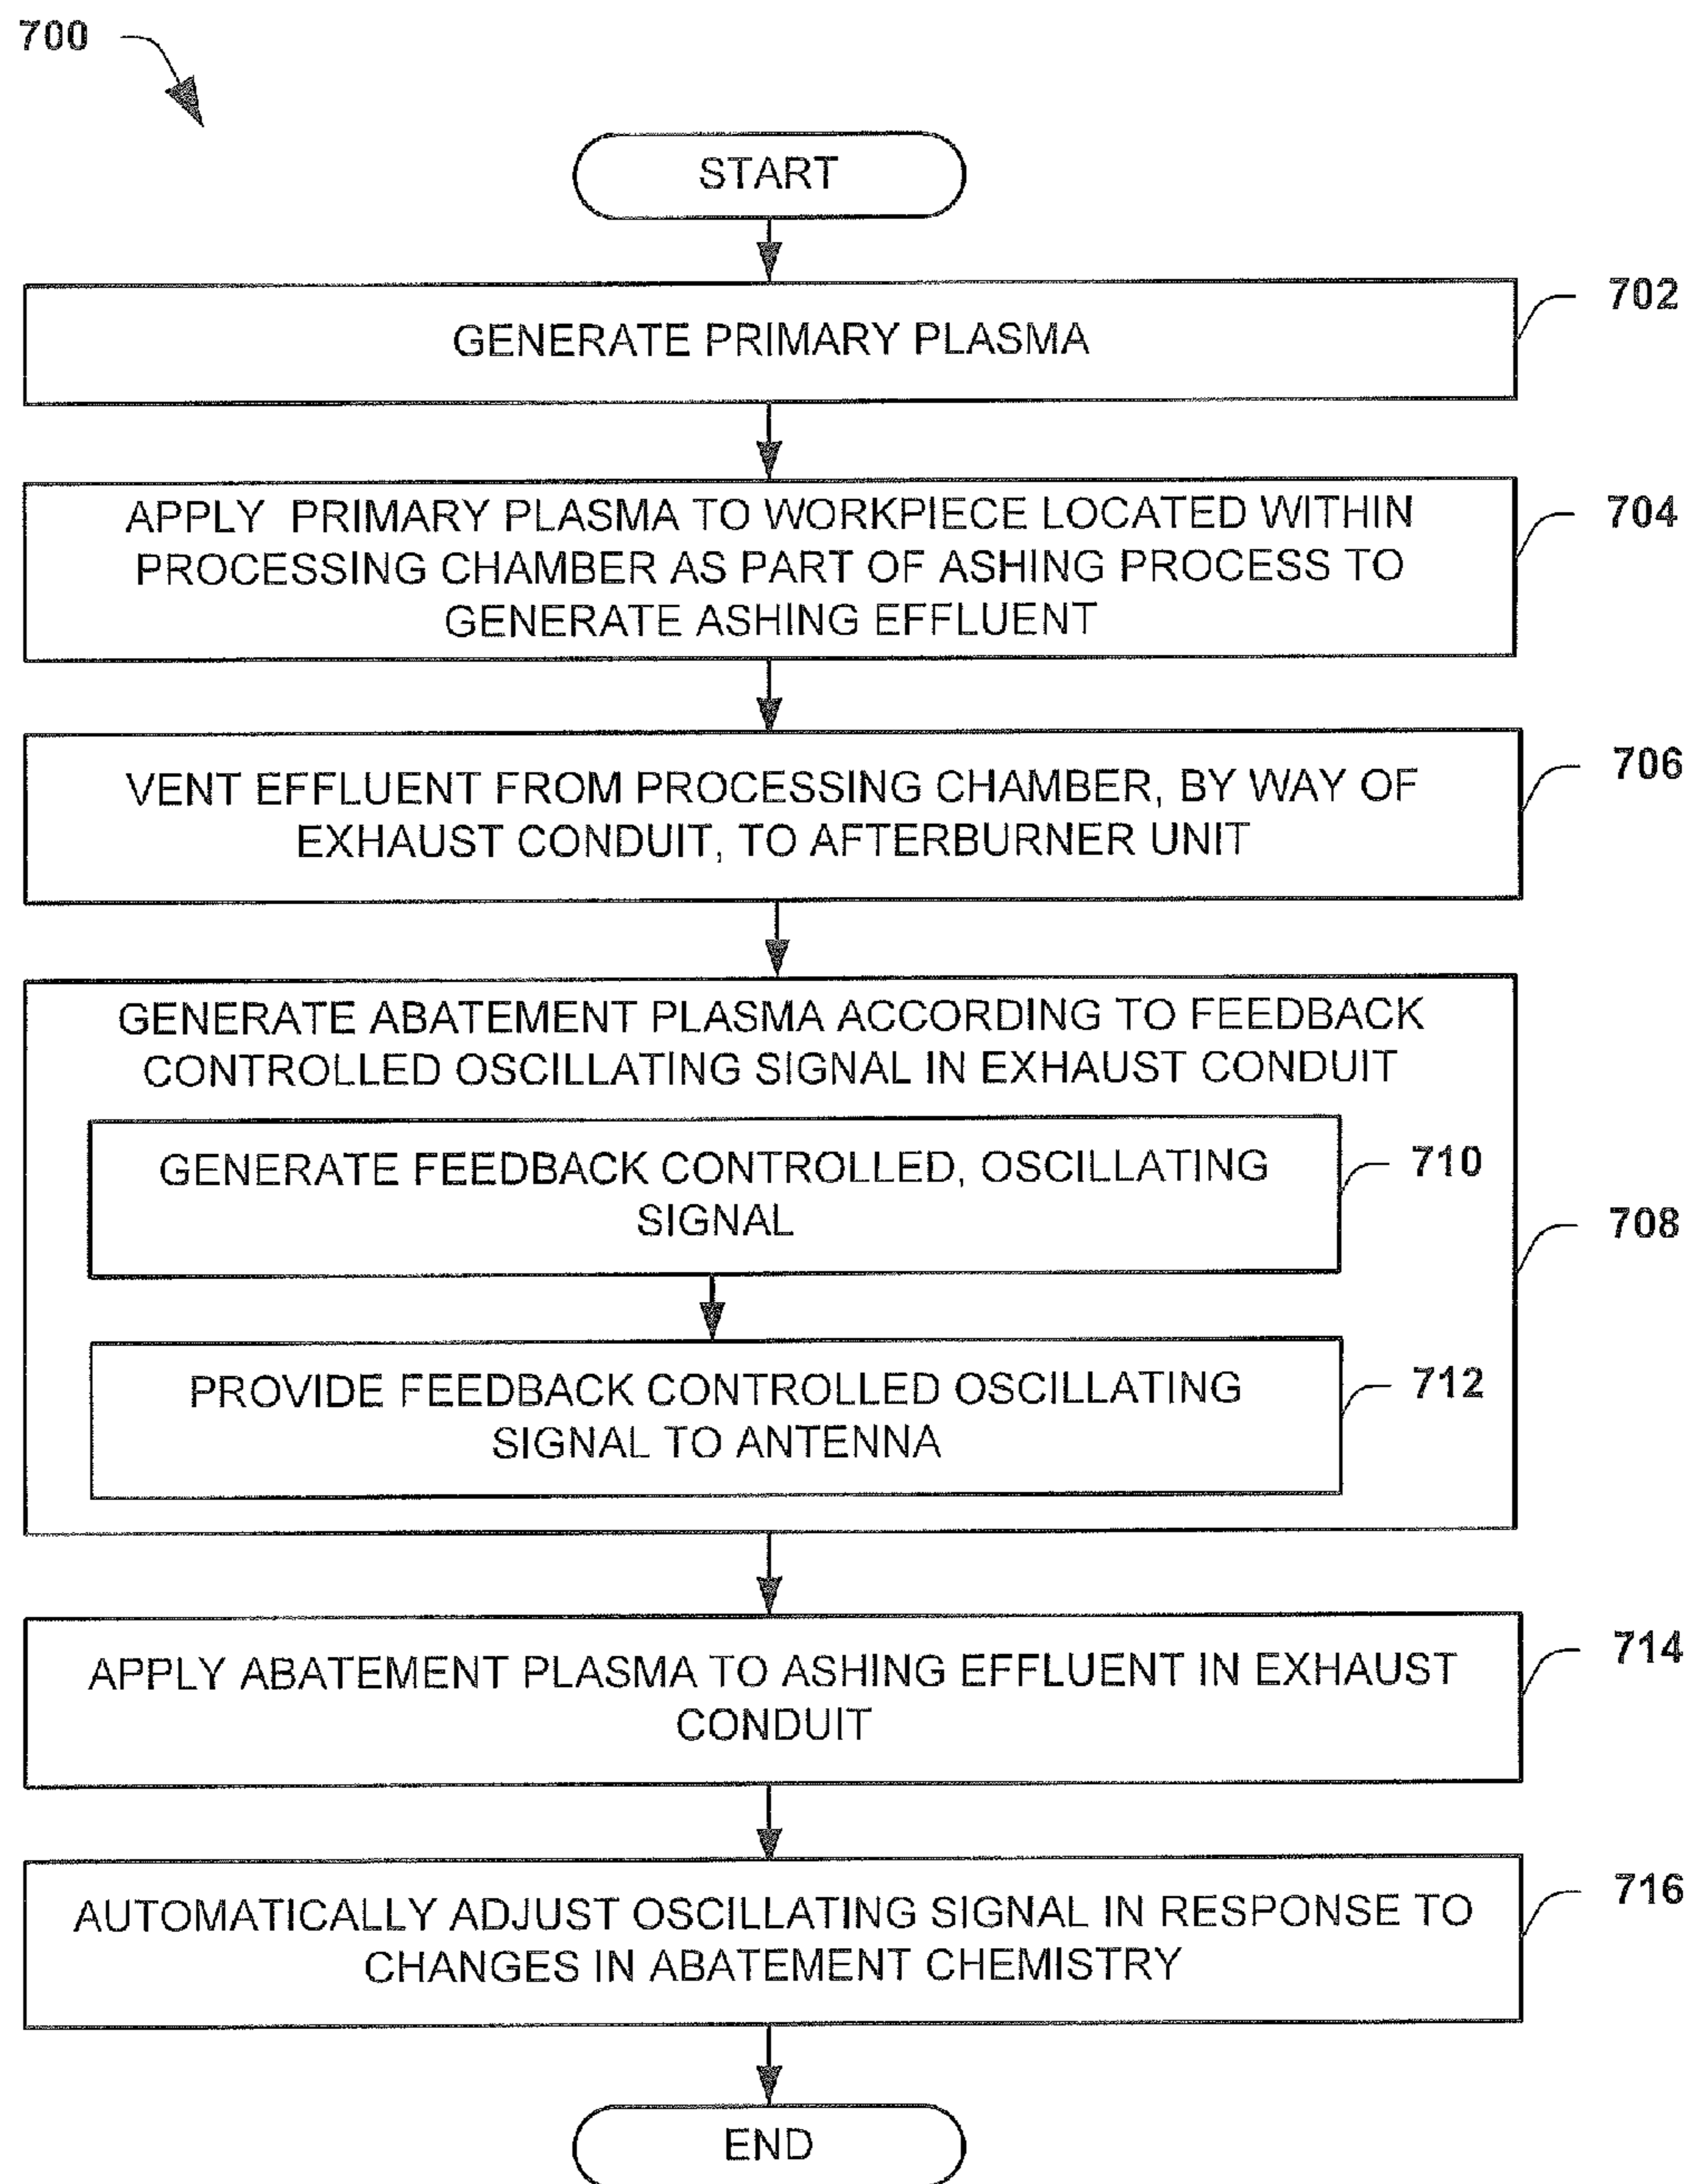 700
START
GENERATE PRIMARY PLASMA
702
APPLY PRIMARY PLASMA TO WORKPIECE LOCATED WITHIN
PROCESSING CHAMBER AS PART OF ASHING PROCESS TO
GENERATE ASHING EFFLUENT
704
VENT EFFLUENT FROM PROCESSING CHAMBER, BY WAY OF
EXHAUST CONDUIT, TO AFTERBURNER UNIT
706
GENERATE ABATEMENT PLASMA ACCORDING TO FEEDBACK
CONTROLLED OSCILLATING SIGNAL IN EXHAUST CONDUIT
GENERATE FEEDBACK CONTROLLED, OSCILLATING
SIGNAL
710
708
PROVIDE FEEDBACK CONTROLLED OSCILLATING
SIGNAL TO ANTENNA
712
APPLY ABATEMENT PLASMA TO ASHING EFFLUENT IN EXHAUST
CONDUIT
714
AUTOMATICALLY ADJUST OSCILLATING SIGNAL IN RESPONSE TO
CHANGES IN ABATEMENT CHEMISTRY
716
END